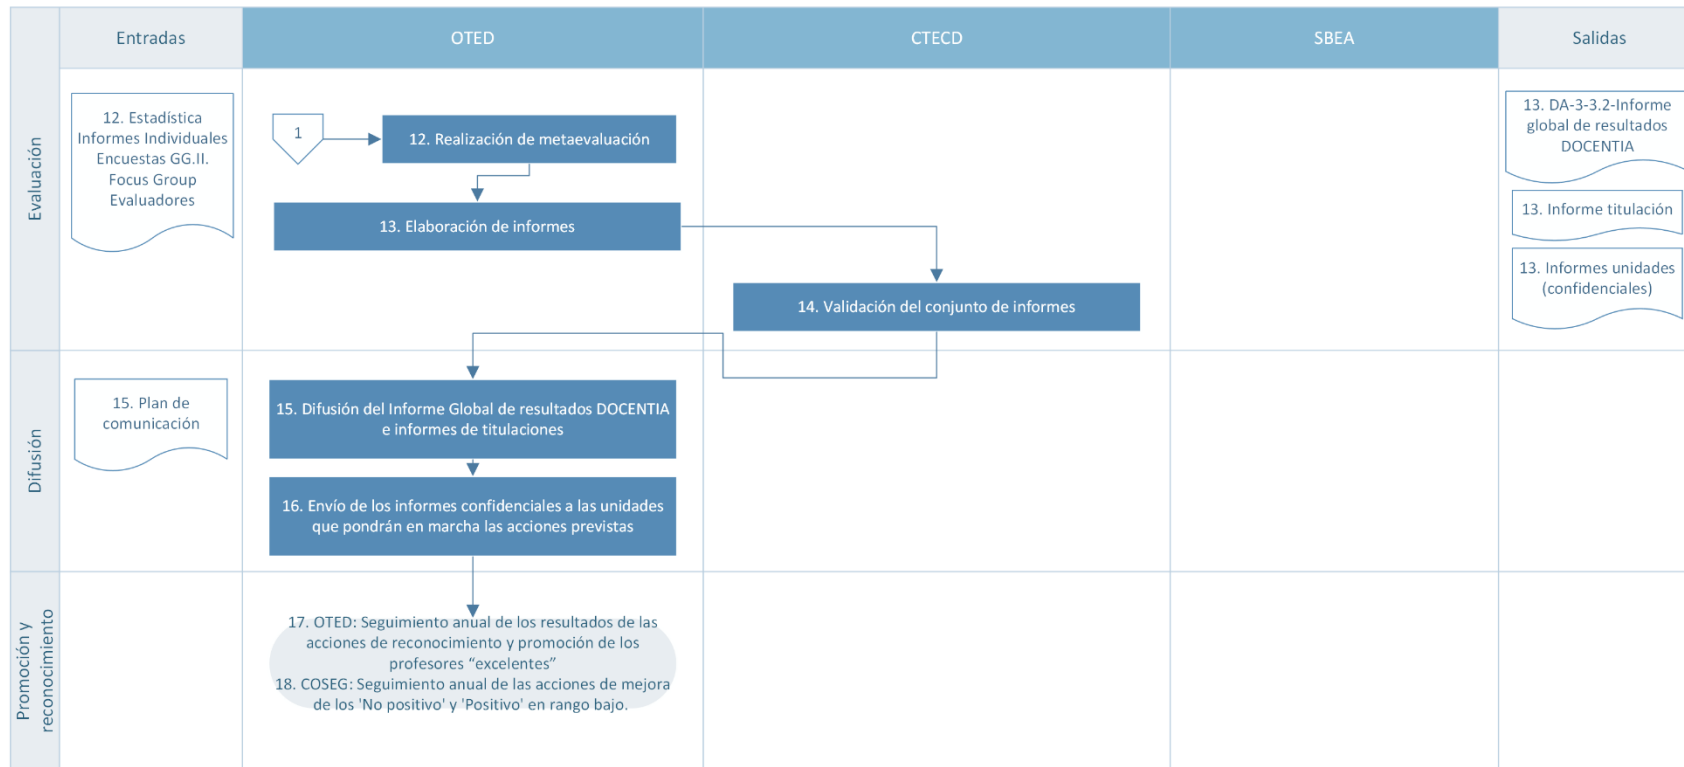 Entradas
OTED
CTECD
SBEA
Salidas
Evaluación
12. Estadística
Informes Individuales
Encuestas GG.II.
Focus Group
Evaluadores
1
12. Realización de metaevaluación
13. Elaboración de informes
14. Validación del conjunto de informes
13. DA-3-3.2-Informe
global de resultados
DOCENTIA
13. Informe titulación
13. Informes unidades
(confidenciales)
Difusión
15. Plan de
comunicación
15. Difusión del Informe Global de resultados DOCENTIA
e informes de titulaciones
16. Envío de los informes confidenciales a las unidades
que pondrán en marcha las acciones previstas
Promoción y
reconocimiento
17. OTED: Seguimiento anual de los resultados de las
acciones de reconocimiento y promoción de los
profesores “excelentes”
18. COSEG: Seguimiento anual de las acciones de mejora
de los 'No positivo' y 'Positivo' en rango bajo.